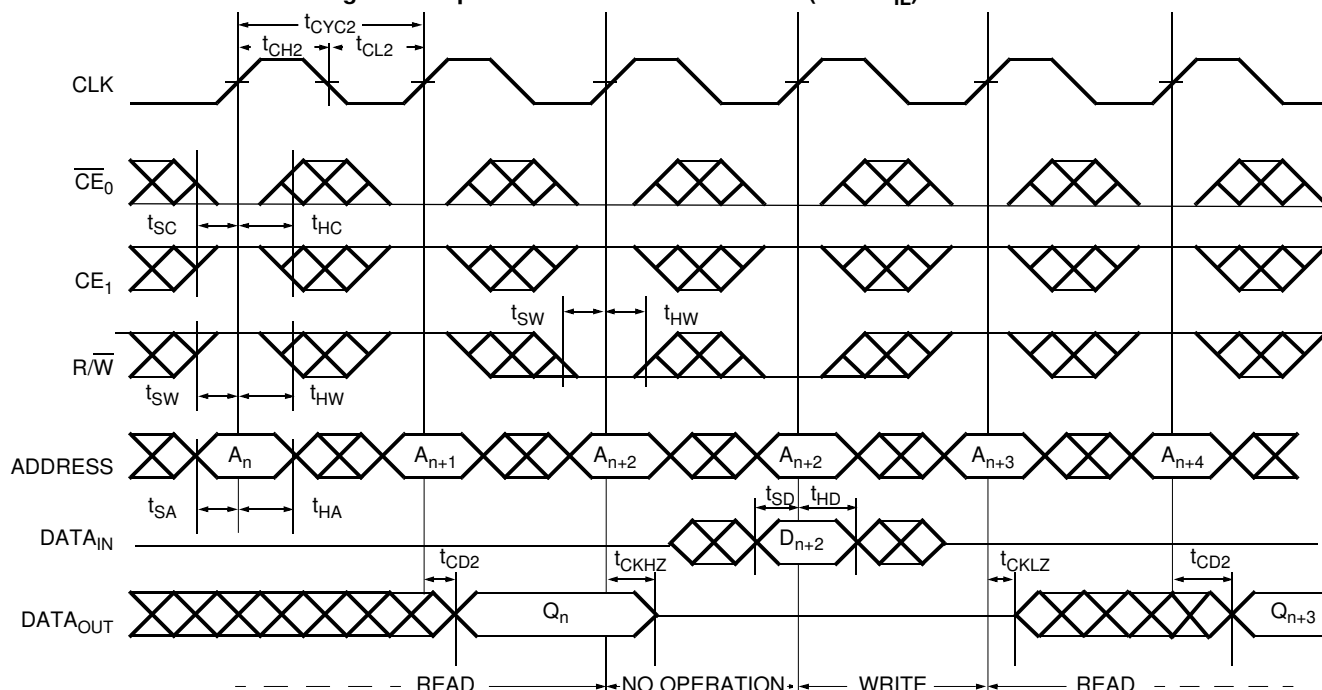 IL)
tCYC2
tCH2 tCL2
CLK
CE0
tSC tHC
CE1
tSW tHW
R/W
tSW tHW
ADDRESS An An+1 An+2 An+2 An+3 An+4
tSA tHA tSD tHD
DATAIN Dn+2
tCD2 tCKHZ tCKLZ tCD2
DATAOUT Qn Qn+3
READ NO OPERATION WRITE READ